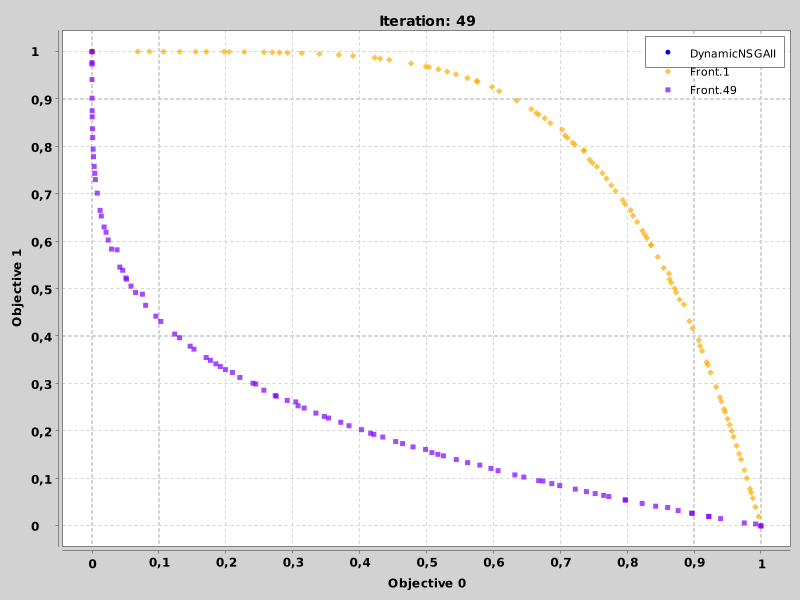 Iteration: 49
DynamicNSGAII
Front.1
Front.49
1
0,9
0,8
0,7
0,6
0,5
0,4
0,3
0,2
0,1
0
Objective 1
0 0,1 0,2 0,3 0,4 0,5 0,6 0,7 0,8 0,9 1
Objective 0